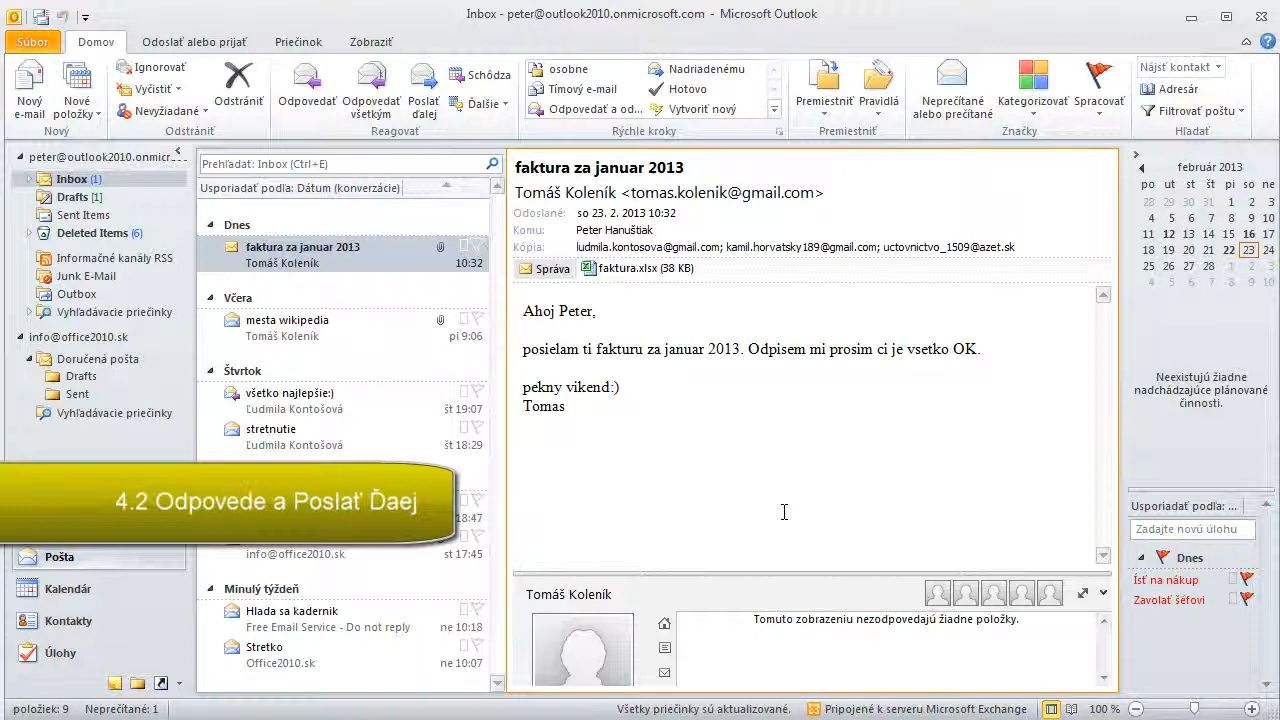 Inbox - peter@outlook2010.onmicrosoft.com - Microsoft Outlook
Súbor Domov Odoslať alebo prijať Priečinok Zobraziť
Nový e-mail
Nové položky
Nový
Ignorovať
Vyčistiť
Nevyžiadané
Odstrániť
Odstrániť
Odpovedať
Odpovedať všetkým
Poslať ďalej
Schôdza
Ďalšie
Reagovať
osobne
Tímový e-mail
Odpovedať a od...
Nadriadenému
Hotovo
Vytvoriť nový
Rýchle kroky
Premiestniť
Pravidlá
Premiestniť
Neprečítané alebo prečítané
Kategorizovať
Spracovať
Značky
Nájsť kontakt
Adresár
Filtrovať poštu
Hľadať
peter@outlook2010.onmicr...
Inbox (1)
Drafts [1]
Sent Items
Deleted Items (6)
Informačné kanály RSS
Junk E-Mail
Outbox
Vyhľadávacie priečinky
info@office2010.sk
Doručená pošta
Drafts
Sent
Vyhľadávacie priečinky
Pošta
Kalendár
Kontakty
Úlohy
Prehľadať: Inbox (Ctrl+E)
Usporiadať podľa: Dátum (konverzácie)
Dnes
faktura za januar 2013
Tomáš Koleník 10:32
Včera
mesta wikipedia
Tomáš Koleník pi 9:06
Štvrtok
všetko najlepšie:)
Ľudmila Kontošová št 19:07
stretnutie
Ľudmila Kontošová št 18:29
4.2 Odpovede a Poslať Ďaej
18:47
info@office2010.sk st 17:45
Minulý týždeň
Hlada sa kadernik
Free Email Service - Do not reply ne 10:18
Stretko
Office2010.sk ne 10:07
faktura za januar 2013
Tomáš Koleník <tomas.kolenik@gmail.com>
Odoslané: so 23. 2. 2013 10:32
Komu: Peter Hanuštiak
Kópia: ludmila.kontosova@gmail.com; kamil.horvatsky189@gmail.com; uctovnictvo_1509@azet.sk
Správa faktura.xlsx (38 KB)
Ahoj Peter,
posielam ti fakturu za januar 2013. Odpisem mi prosim ci je vsetko OK.
pekny vikend:)
Tomas
Tomáš Koleník
Tomuto zobrazeniu nezodpovedajú žiadne položky.
február 2013
po ut st št pi so ne
28 29 30 31 1 2 3
4 5 6 7 8 9 10
11 12 13 14 15 16 17
18 19 20 21 22 23 24
25 26 27 28 1 2 3
4 5 6 7 8 9 10
Neexistujú žiadne
nadchádzajúce plánované
činnosti.
Usporiadať podľa: ...
Zadajte novú úlohu
Dnes
Ísť na nákup
Zavolať šéfovi
položiek: 9 Neprečítané: 1 Všetky priečinky sú aktualizované. Pripojené k serveru Microsoft Exchange 100 %